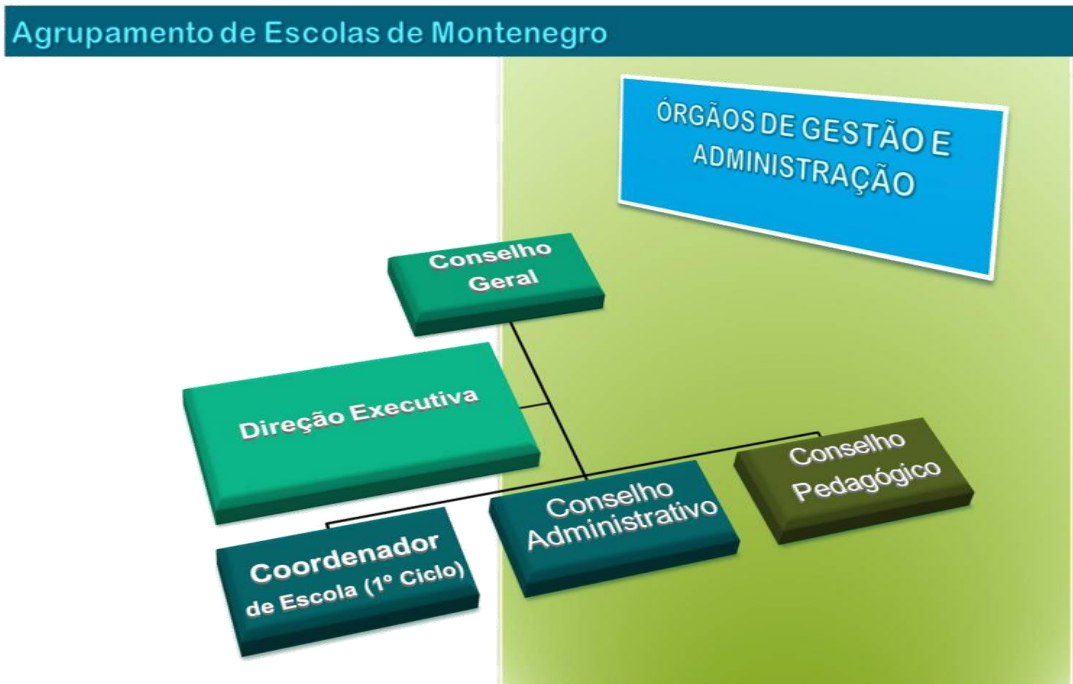 Agrupamento de Escolas de Montenegro
ÓRGÃOS DE GESTÃO E
ADMINISTRAÇÃO
Conselho
Geral
Direção Executiva
Coordenador
de Escola (1º Ciclo)
Conselho
Administrativo
Conselho
Pedagógico